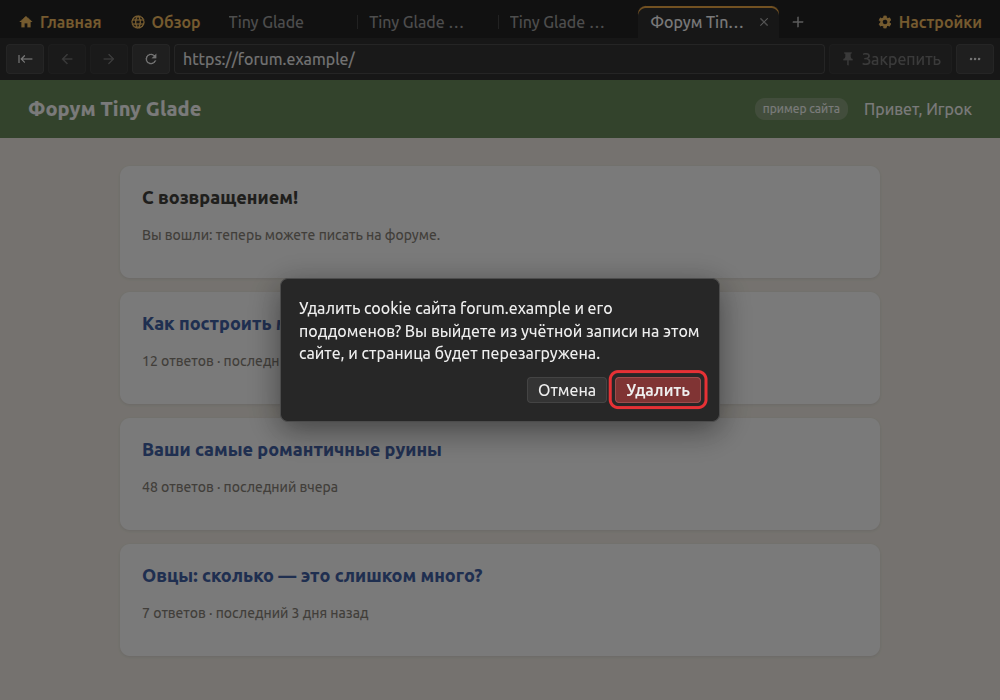 Главная
Обзор
Tiny Glade
Tiny Glade ...
Tiny Glade ...
Форум Tin...
Настройки
https://forum.example/
Закрепить
Форум Tiny Glade
пример сайта
Привет, Игрок
С возвращением!
Вы вошли: теперь можете писать на форуме.
Как построить
12 ответов · последн
Удалить cookie сайта forum.example и его
поддоменов? Вы выйдете из учётной записи на этом
сайте, и страница будет перезагружена.
Отмена
Удалить
Ваши самые романтичные руины
48 ответов · последний вчера
Овцы: сколько — это слишком много?
7 ответов · последний 3 дня назад